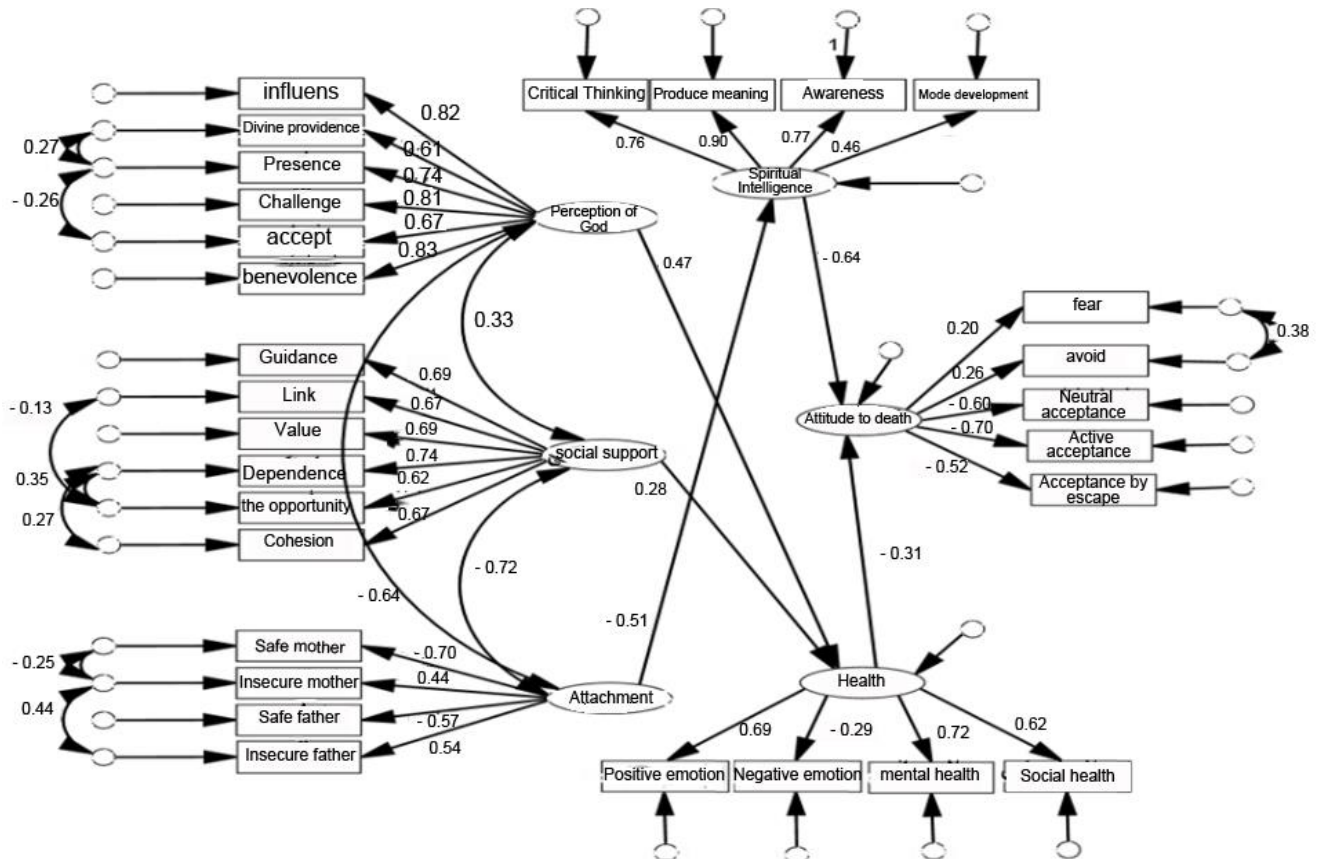 1
Critical Thinking
Produce meaning
Awareness
Mode development
0.76
0.90
0.77
0.46
Spiritual
Intelligence
influens
Divine providence
Presence
Challenge
accept
benevolence
0.82
0.61
0.74
0.81
0.67
0.83
0.27
- 0.26
Perception of
God
0.47
- 0.64
0.33
Guidance
Link
Value
Dependence
the opportunity
Cohesion
0.69
0.67
0.69
0.74
0.62
0.67
- 0.13
0.35
0.27
social support
0.28
fear
avoid
Neutral
acceptance
Active
acceptance
Acceptance by
escape
0.20
0.26
- 0.60
- 0.70
- 0.52
0.38
Attitude to death
- 0.31
- 0.72
- 0.64
- 0.51
Safe mother
Insecure mother
Safe father
Insecure father
- 0.70
0.44
- 0.57
0.54
- 0.25
0.44
Attachment
Health
0.69
- 0.29
0.72
0.62
Positive emotion
Negative emotion
mental health
Social health